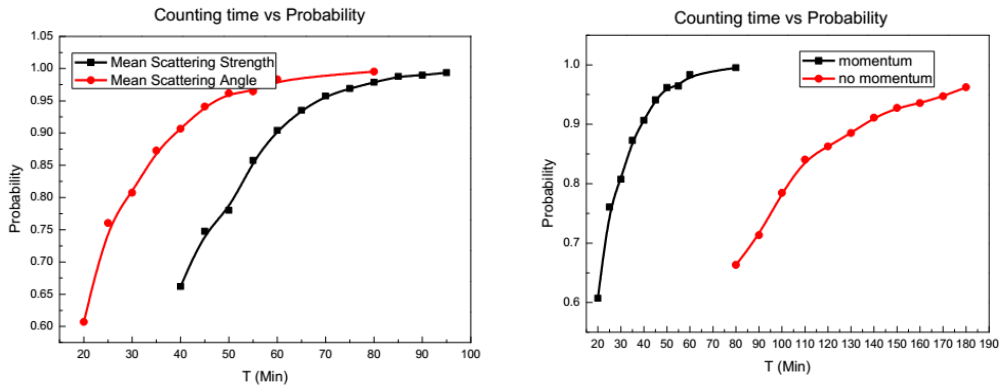 Counting time vs Probability
1.05
1.00
0.95
0.90
0.85
0.80
0.75
0.70
0.65
0.60
Probability
Mean Scattering Strength
Mean Scattering Angle
20 30 40 50 60 70 80 90 100
T (Min)
Counting time vs Probability
1.0
0.9
0.8
0.7
0.6
Probability
momentum
no momentum
20 30 40 50 60 70 80 90 100 110 120 130 140 150 160 170 180 190
T (Min)